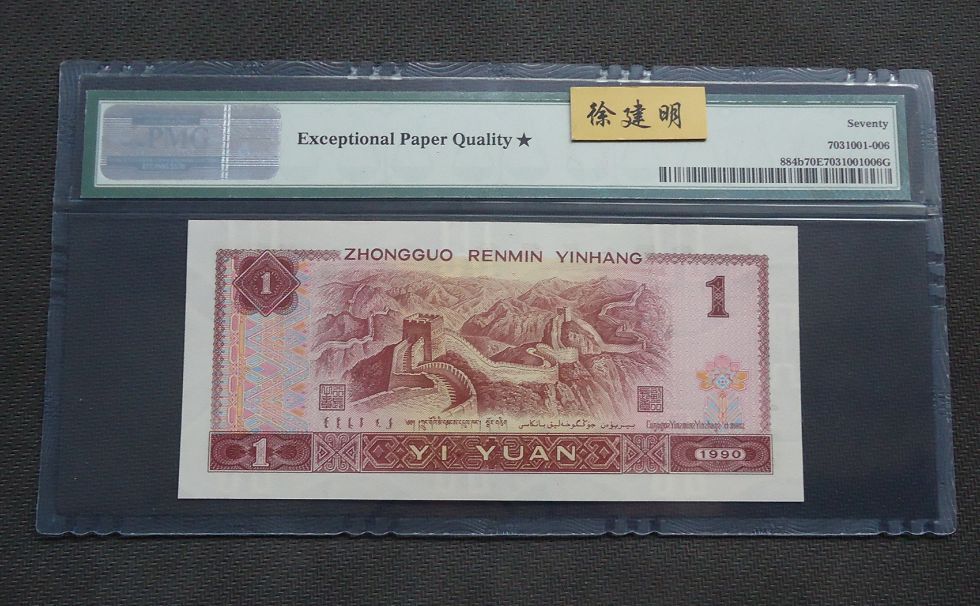 PMG
Exceptional Paper Quality ★
徐建明
Seventy
7031001-006
884b70E7031001006G
ZHONGGUO RENMIN YINHANG
1
1
1
YI YUAN
1990